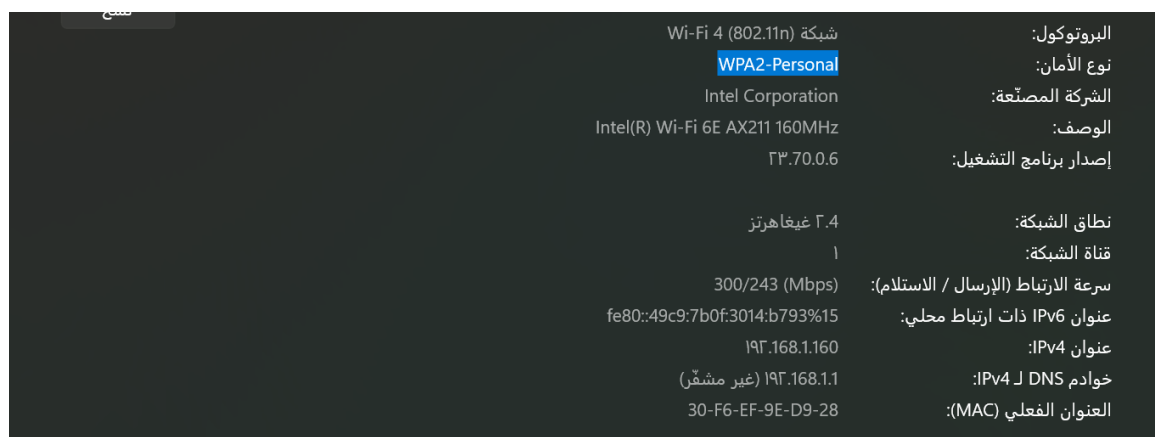 نسخ
البروتوكول: شبكة Wi-Fi 4 (802.11n)
نوع الأمان: WPA2-Personal
الشركة المصنّعة: Intel Corporation
الوصف: Intel(R) Wi-Fi 6E AX211 160MHz
إصدار برنامج التشغيل: ٢٣.70.0.6
نطاق الشبكة: ٢.4 غيغاهرتز
قناة الشبكة: ١
سرعة الارتباط (الإرسال / الاستلام): 300/243 (Mbps)
عنوان IPv6 ذات ارتباط محلي: fe80::49c9:7b0f:3014:b793%15
عنوان IPv4: ١٩٢.168.1.160
خوادم DNS لـ IPv4: ١٩٢.168.1.1 (غير مشفّر)
العنوان الفعلي (MAC): 30-F6-EF-9E-D9-28